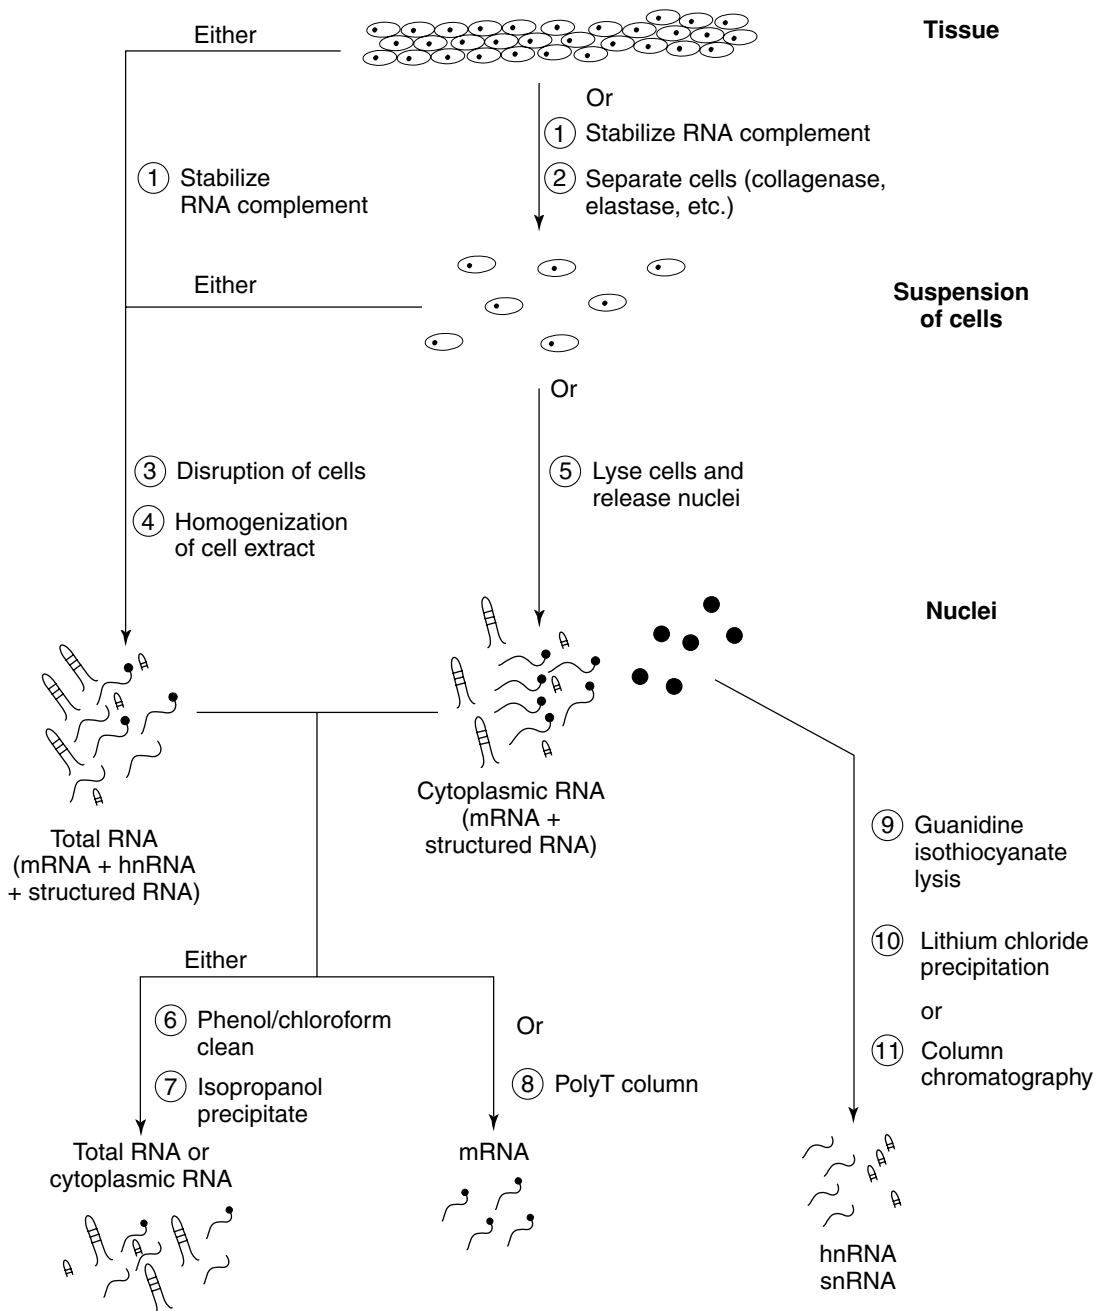 Either
Tissue
Or
1 Stabilize RNA complement
2 Separate cells (collagenase,
elastase, etc.)
1 Stabilize
RNA complement
Either
Suspension
of cells
Or
3 Disruption of cells
4 Homogenization
of cell extract
5 Lyse cells and
release nuclei
Nuclei
Total RNA
(mRNA + hnRNA
+ structured RNA)
Cytoplasmic RNA
(mRNA +
structured RNA)
9 Guanidine
isothiocyanate
lysis
10 Lithium chloride
precipitation
or
11 Column
chromatography
Either
6 Phenol/chloroform
clean
7 Isopropanol
precipitate
Or
8 PolyT column
Total RNA or
cytoplasmic RNA
mRNA
hnRNA
snRNA